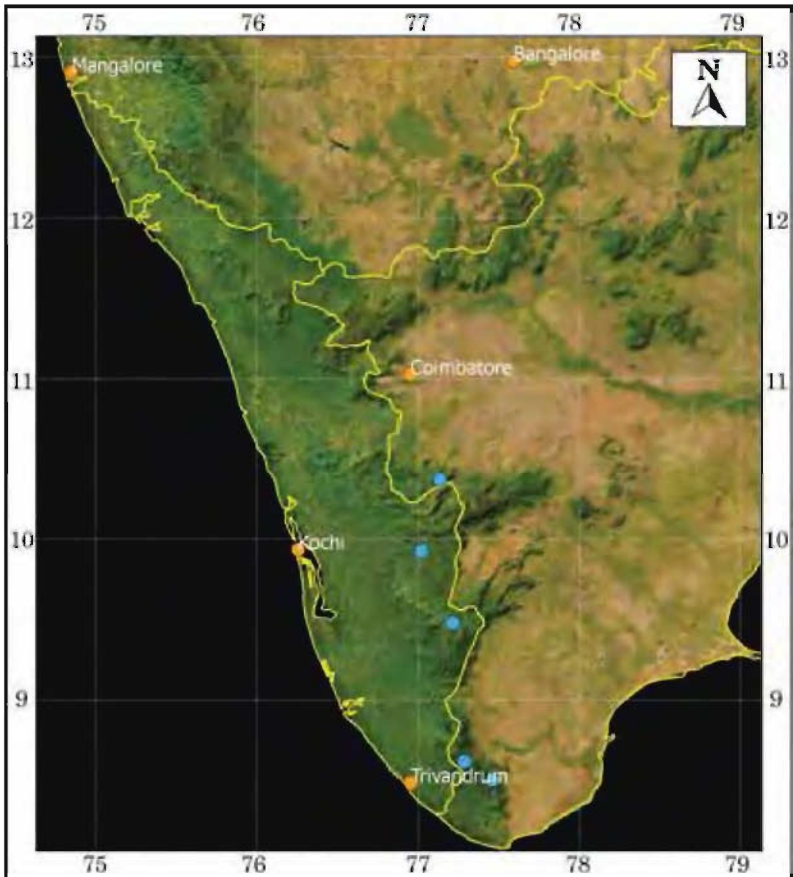 75 76 77 78 79
13 Mangalore Bangalore 13
N
12 12
Coimbatore
11 11
10 Kochi 10
9 9
Trivandrum
75 76 77 78 79